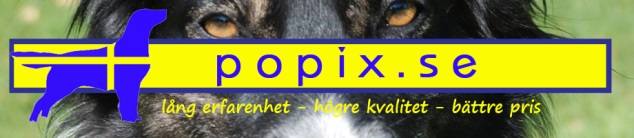 popix.se
lång erfarenhet - högre kvalitet - bättre pris